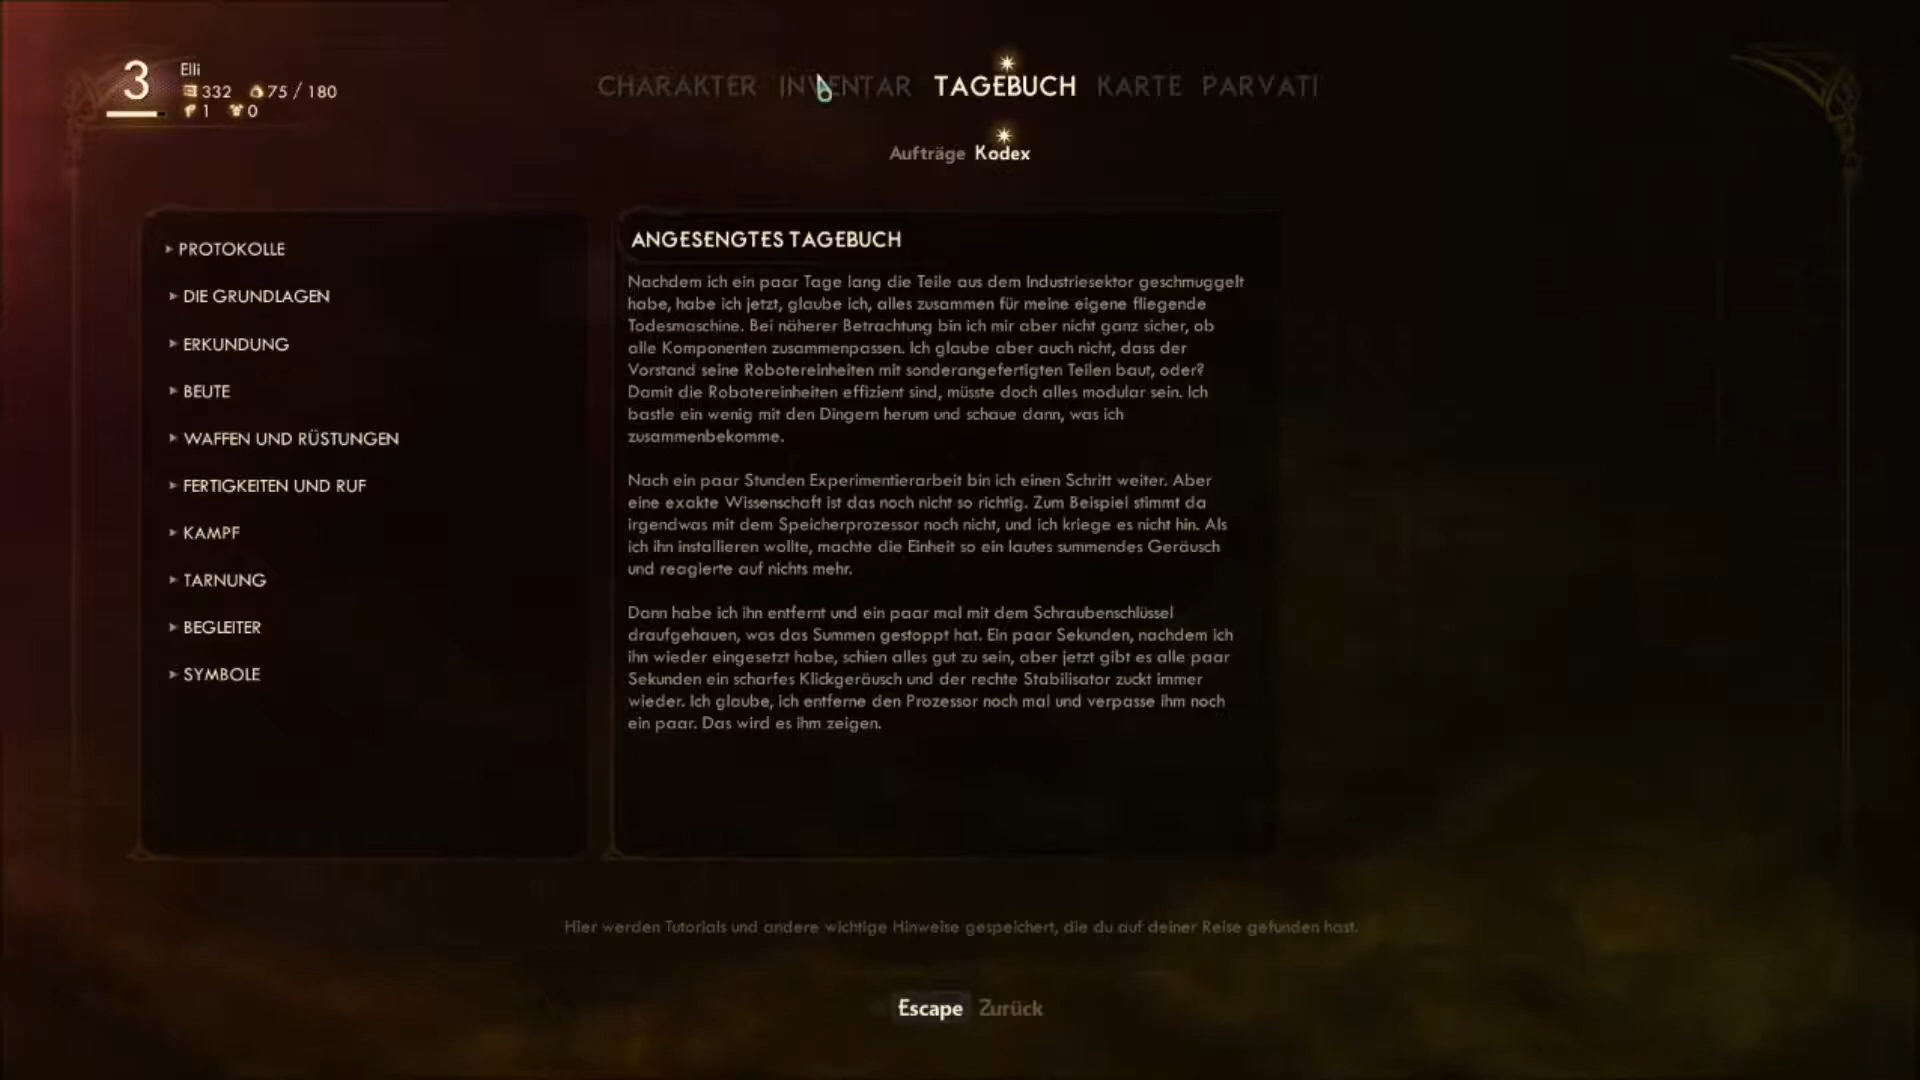 3
Elli
332 75 / 180
1 0
CHARAKTER INVENTAR TAGEBUCH KARTE PARVATI
Aufträge Kodex
PROTOKOLLE
DIE GRUNDLAGEN
ERKUNDUNG
BEUTE
WAFFEN UND RÜSTUNGEN
FERTIGKEITEN UND RUF
KAMPF
TARNUNG
BEGLEITER
SYMBOLE
ANGESENGTES TAGEBUCH
Nachdem ich ein paar Tage lang die Teile aus dem Industriesektor geschmuggelt
habe, habe ich jetzt, glaube ich, alles zusammen für meine eigene fliegende
Todesmaschine. Bei näherer Betrachtung bin ich mir aber nicht ganz sicher, ob
alle Komponenten zusammenpassen. Ich glaube aber auch nicht, dass der
Vorstand seine Robotereinheiten mit sonderangefertigten Teilen baut, oder?
Damit die Robotereinheiten effizient sind, müsste doch alles modular sein. Ich
bastle ein wenig mit den Dingern herum und schaue dann, was ich
zusammenbekomme.
Nach ein paar Stunden Experimentierarbeit bin ich einen Schritt weiter. Aber
eine exakte Wissenschaft ist das noch nicht so richtig. Zum Beispiel stimmt da
irgendwas mit dem Speicherprozessor noch nicht, und ich kriege es nicht hin. Als
ich ihn installieren wollte, machte die Einheit so ein lautes summendes Geräusch
und reagierte auf nichts mehr.
Dann habe ich ihn entfernt und ein paar mal mit dem Schraubenschlüssel
draufgehauen, was das Summen gestoppt hat. Ein paar Sekunden, nachdem ich
ihn wieder eingesetzt habe, schien alles gut zu sein, aber jetzt gibt es alle paar
Sekunden ein scharfes Klickgeräusch und der rechte Stabilisator zuckt immer
wieder. Ich glaube, ich entferne den Prozessor noch mal und verpasse ihm noch
ein paar. Das wird es ihm zeigen.
Hier werden Tutorials und andere wichtige Hinweise gespeichert, die du auf deiner Reise gefunden hast.
Escape Zurück